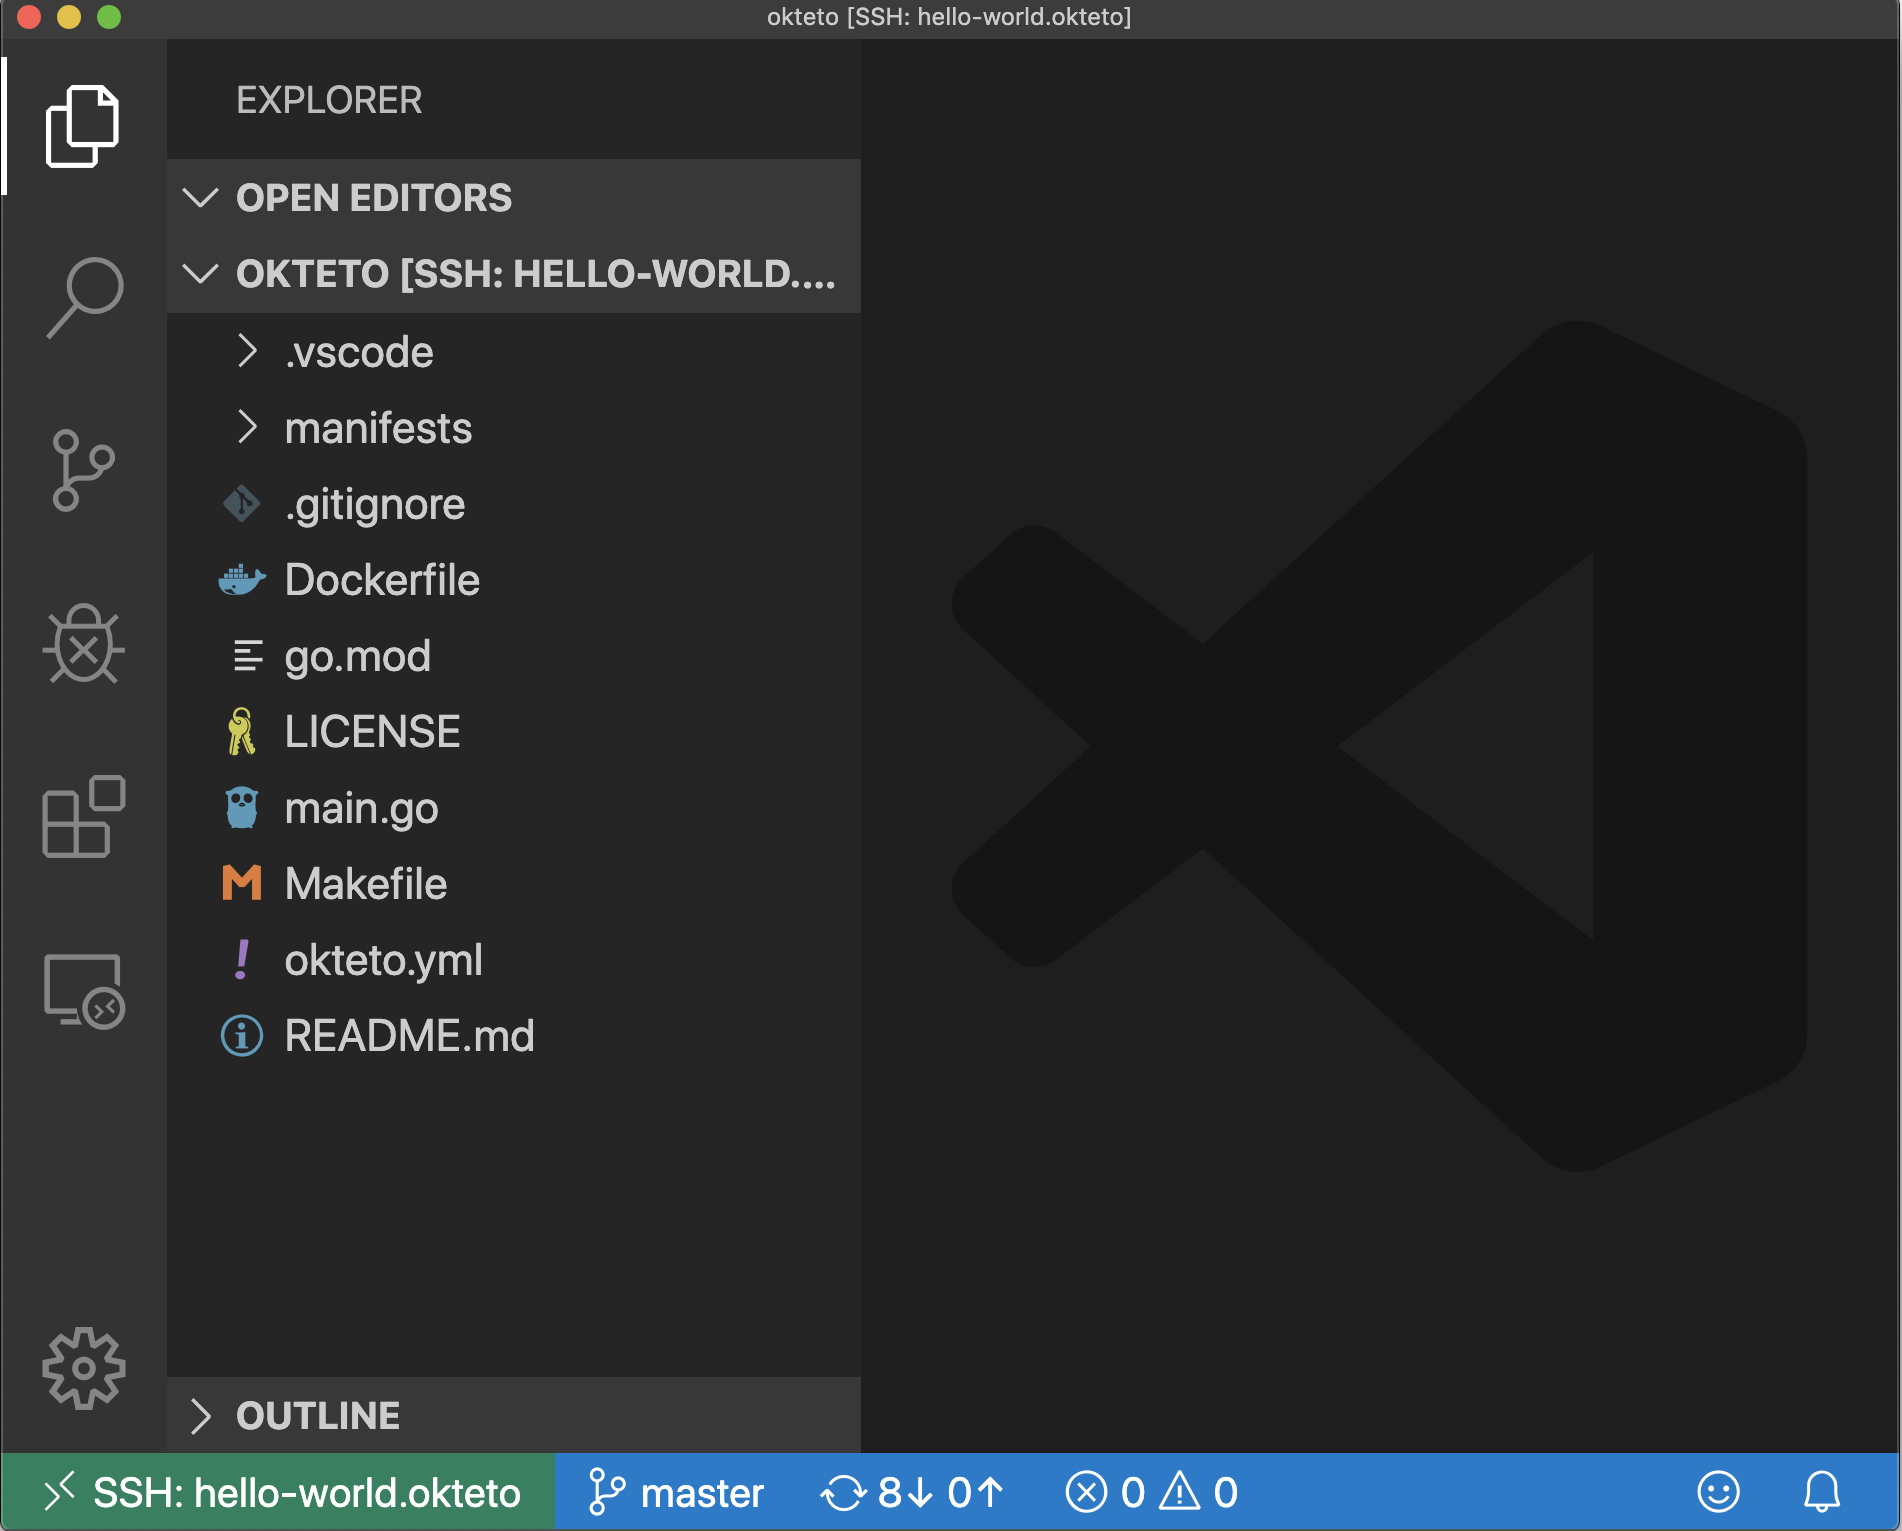 okteto [SSH: hello-world.okteto]
EXPLORER
OPEN EDITORS
OKTETO [SSH: HELLO-WORLD....
.vscode
manifests
.gitignore
Dockerfile
go.mod
LICENSE
main.go
Makefile
okteto.yml
README.md
OUTLINE
SSH: hello-world.okteto master 8↓ 0↑ 0 0